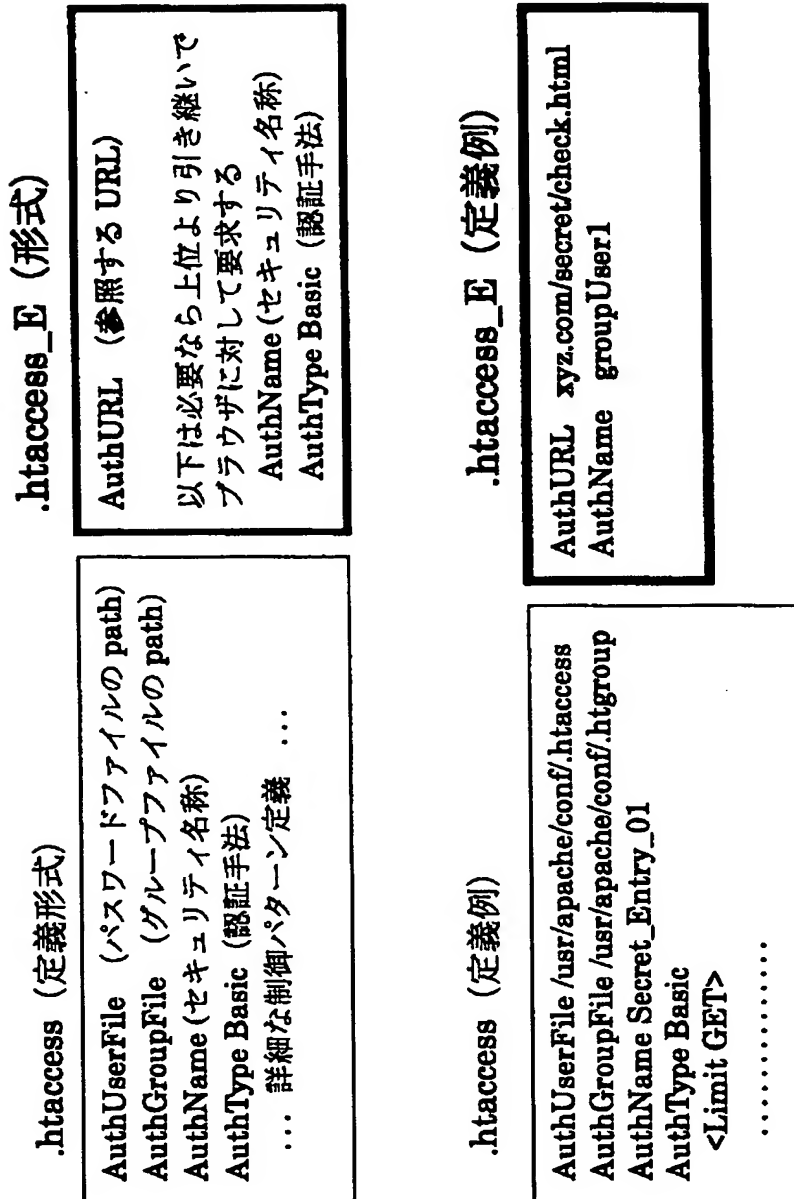 .htaccess（定義形式）
AuthUserFile （パスワードファイルの path）
AuthGroupFile （グループファイルの path）
AuthName（セキュリティ名称）
AuthType Basic （認証手法）
.... 詳細な制御パターン定義 ...
.htaccess_E （形式）
AuthURL （参照する URL）
以下は必要なら上位より引き継いで
ブラウザに対して要求する
AuthName（セキュリティ名称）
AuthType Basic （認証手法）
.htaccess（定義例）
AuthUserFile /usr/apache/conf/.htaccess
AuthGroupFile /usr/apache/conf/.htgroup
AuthName Secret_Entry_01
AuthType Basic
<Limit GET>
...............
.htaccess_E （定義例）
AuthURL xyz.com/secret/check.html
AuthName groupUser1